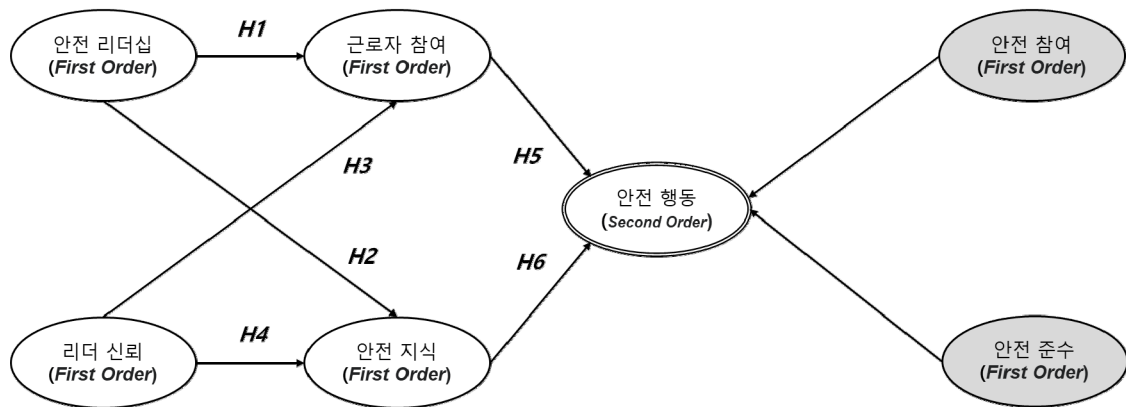 안전 리더십
(First Order)
H1
근로자 참여
(First Order)
안전 참여
(First Order)
H3
H5
안전 행동
(Second Order)
H2
H6
리더 신뢰
(First Order)
H4
안전 지식
(First Order)
안전 준수
(First Order)